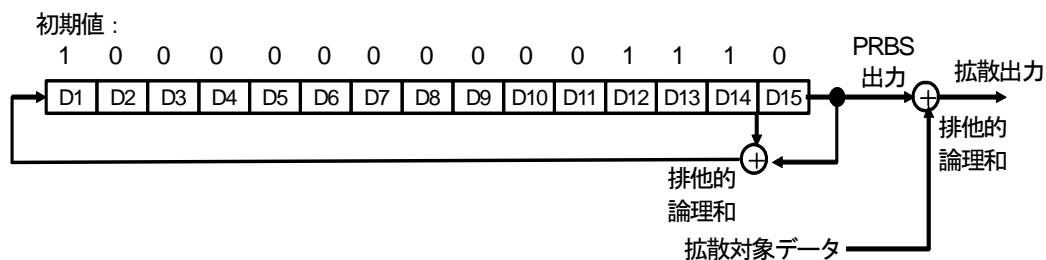 初期値：
1 0 0 0 0 0 0 0 0 0 0 1 1 1 0
D1 D2 D3 D4 D5 D6 D7 D8 D9 D10 D11 D12 D13 D14 D15
PRBS
出力
拡散出力
排他的
論理和
排他的
論理和
拡散対象データ